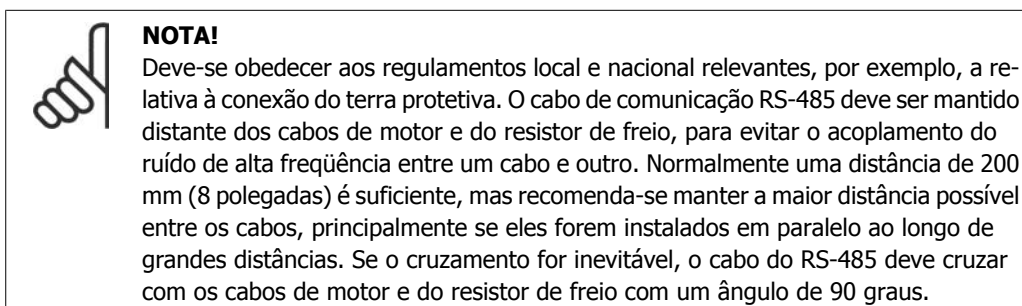 NOTA!
Deve-se obedecer aos regulamentos local e nacional relevantes, por exemplo, a re-
lativa à conexão do terra protetiva. O cabo de comunicação RS-485 deve ser mantido
distante dos cabos de motor e do resistor de freio, para evitar o acoplamento do
ruído de alta freqüência entre um cabo e outro. Normalmente uma distância de 200
mm (8 polegadas) é suficiente, mas recomenda-se manter a maior distância possível
entre os cabos, principalmente se eles forem instalados em paralelo ao longo de
grandes distâncias. Se o cruzamento for inevitável, o cabo do RS-485 deve cruzar
com os cabos de motor e do resistor de freio com um ângulo de 90 graus.